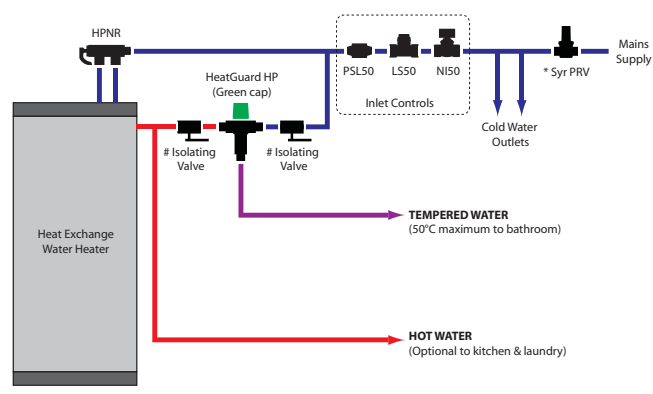 HPNR
HeatGuard HP
(Green cap)
PSL50
LS50
NI50
Inlet Controls
* Syr PRV
Mains
Supply
Cold Water
Outlets
# Isolating
Valve
# Isolating
Valve
Heat Exchange
Water Heater
TEMPERED WATER
(50°C maximum to bathroom)
HOT WATER
(Optional to kitchen & laundry)